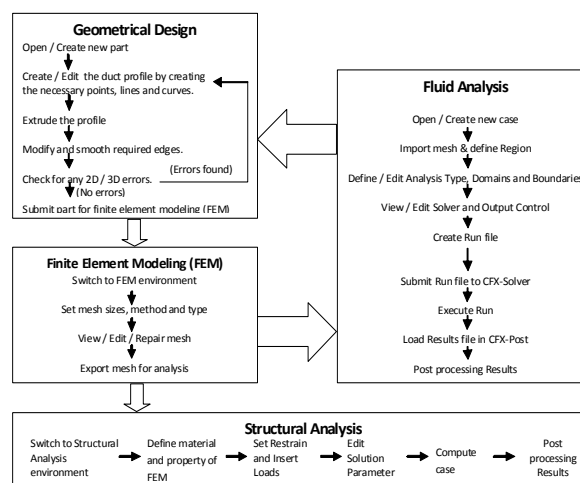 Geometrical Design
Open / Create new part
Create / Edit the duct profile by creating
the necessary points, lines and curves.
Extrude the profile
Modify and smooth required edges.
(Errors found)
Check for any 2D / 3D errors.
(No errors)
Submit part for finite element modeling (FEM)
Finite Element Modeling (FEM)
Switch to FEM environment
Set mesh sizes, method and type
View / Edit / Repair mesh
Export mesh for analysis
Fluid Analysis
Open / Create new case
Import mesh & define Region
Define / Edit Analysis Type, Domains and Boundaries
View / Edit Solver and Output Control
Create Run file
Submit Run file to CFX-Solver
Execute Run
Load Results file in CFX-Post
Post processing Results
Structural Analysis
Switch to Structural
Analysis
environment
Define material
and property of
FEM
Set Restrain
and Insert
Loads
Edit
Solution
Parameter
Compute
case
Post
processing
Results